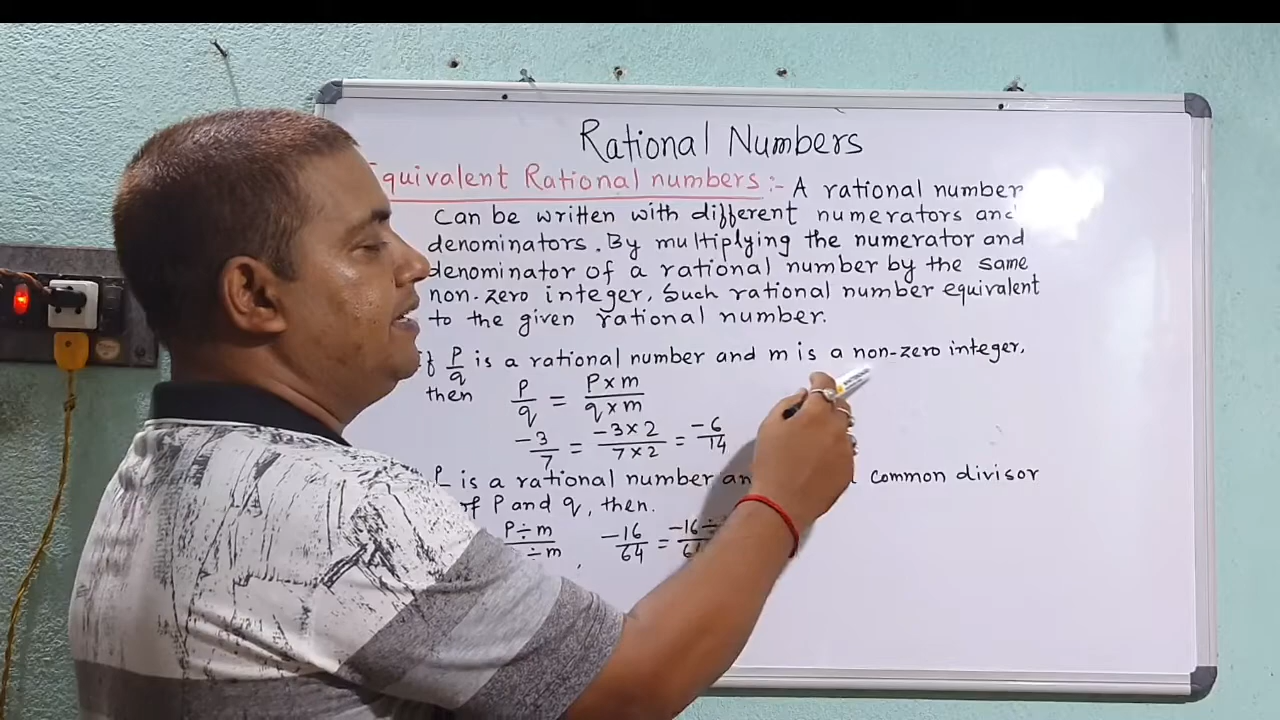 Rational Numbers
Equivalent Rational numbers :- A rational number
Can be written with different numerators and
denominators. By multiplying the numerator and
denominator of a rational number by the same
non-zero integer, Such rational number equivalent
to the given rational number.
if P/q is a rational number and m is a non-zero integer,
then P/q = P×m/q×m
-3/7 = -3×2/7×2 = -6/14
is a rational number common divisor
of P and q, then.
P÷m/÷m , -16/64 = -16÷